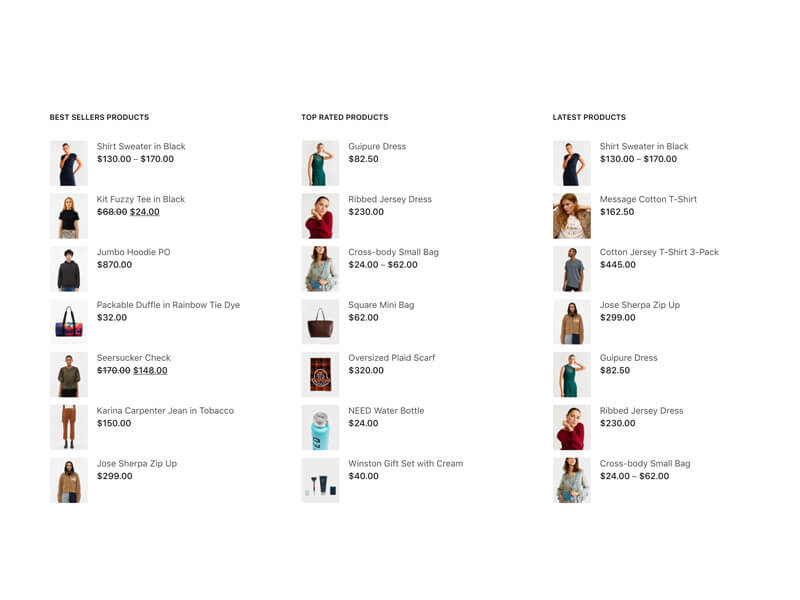 BEST SELLERS PRODUCTS
Shirt Sweater in Black
$130.00 – $170.00
Kit Fuzzy Tee in Black
$68.00 $24.00
Jumbo Hoodie PO
$870.00
Packable Duffle in Rainbow Tie Dye
$32.00
Seersucker Check
$170.00 $148.00
Karina Carpenter Jean in Tobacco
$150.00
Jose Sherpa Zip Up
$299.00
TOP RATED PRODUCTS
Guipure Dress
$82.50
Ribbed Jersey Dress
$230.00
Cross-body Small Bag
$24.00 – $62.00
Square Mini Bag
$62.00
Oversized Plaid Scarf
$320.00
NEED Water Bottle
$24.00
Winston Gift Set with Cream
$40.00
LATEST PRODUCTS
Shirt Sweater in Black
$130.00 – $170.00
Message Cotton T-Shirt
$162.50
Cotton Jersey T-Shirt 3-Pack
$445.00
Jose Sherpa Zip Up
$299.00
Guipure Dress
$82.50
Ribbed Jersey Dress
$230.00
Cross-body Small Bag
$24.00 – $62.00